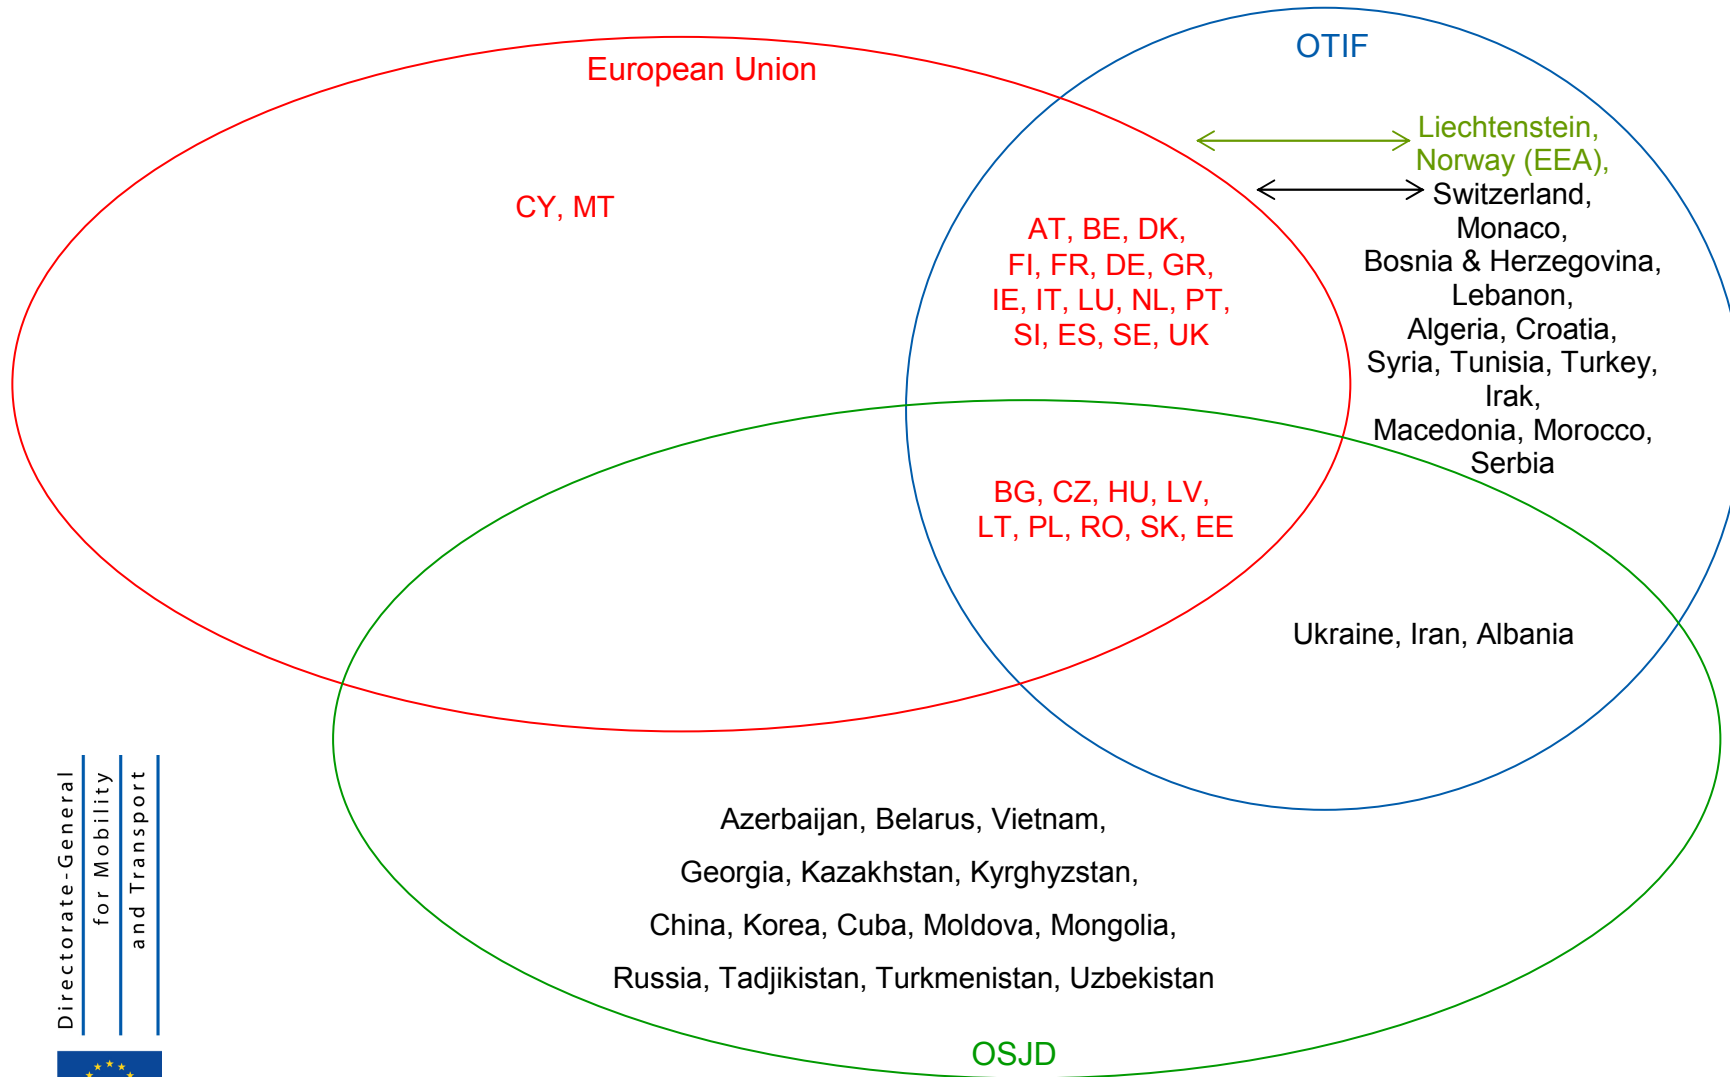 European Union
OTIF
Liechtenstein,
Norway (EEA),
Switzerland,
Monaco,
Bosnia & Herzegovina,
Lebanon,
Algeria, Croatia,
Syria, Tunisia, Turkey,
Irak,
Macedonia, Morocco,
Serbia
CY, MT
AT, BE, DK,
FI, FR, DE, GR,
IE, IT, LU, NL, PT,
SI, ES, SE, UK
BG, CZ, HU, LV,
LT, PL, RO, SK, EE
Ukraine, Iran, Albania
Azerbaijan, Belarus, Vietnam,
Georgia, Kazakhstan, Kyrghyzstan,
China, Korea, Cuba, Moldova, Mongolia,
Russia, Tadjikistan, Turkmenistan, Uzbekistan
OSJD
Directorate-General
for Mobility
and Transport